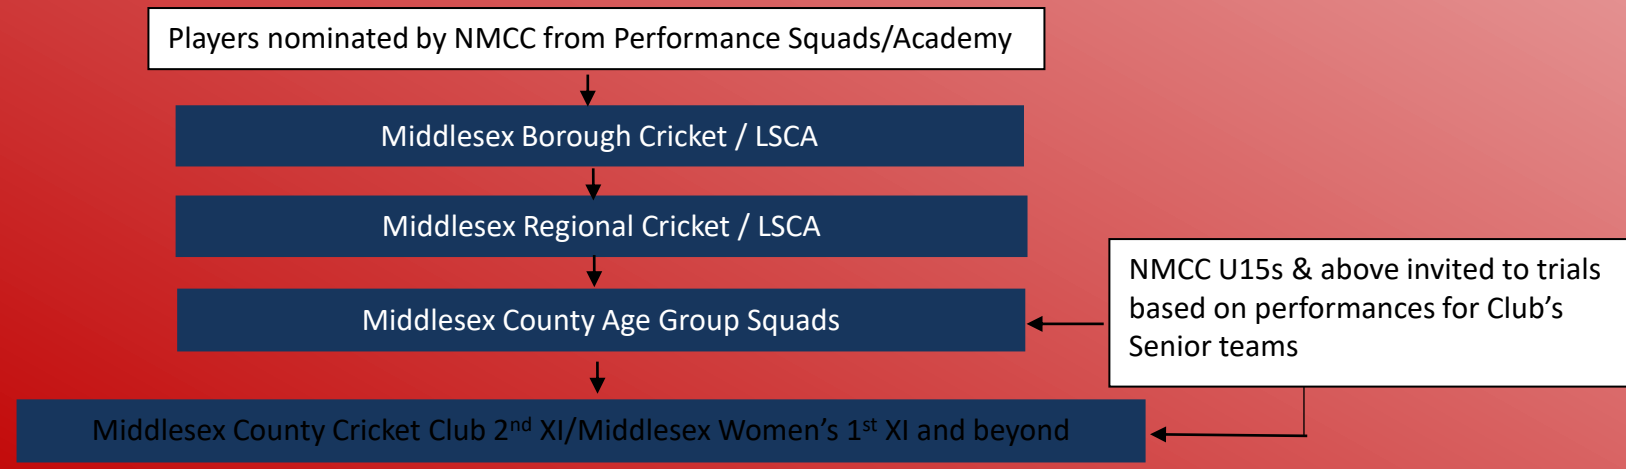 Players nominated by NMCC from Performance Squads/Academy
Middlesex Borough Cricket / LSCA
Middlesex Regional Cricket / LSCA
NMCC U15s & above invited to trials
based on performances for Club’s
Senior teams
Middlesex County Age Group Squads
Middlesex County Cricket Club 2nd XI/Middlesex Women’s 1st XI and beyond